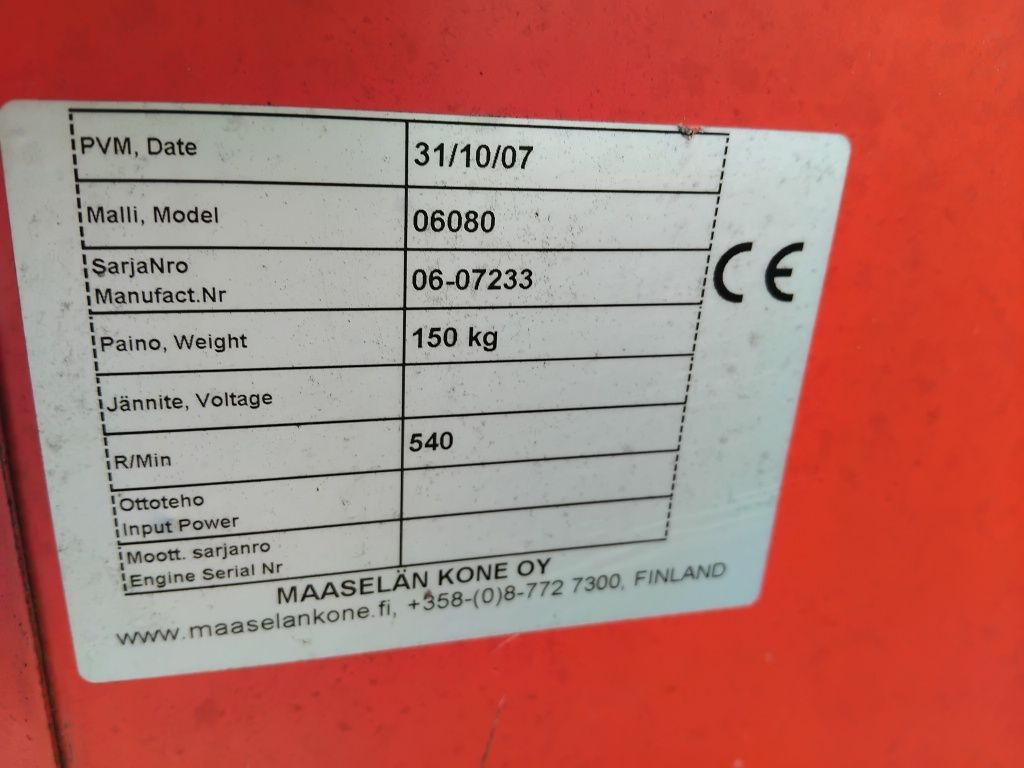 PVM, Date 31/10/07
Malli, Model 06080
SarjaNro
Manufact.Nr 06-07233
Paino, Weight 150 kg
Jännite, Voltage
R/Min 540
Ottoteho
Input Power
Moott. sarjanro
Engine Serial Nr
CE
MAASELÄN KONE OY
www.maaselankone.fi, +358-(0)8-772 7300, FINLAND